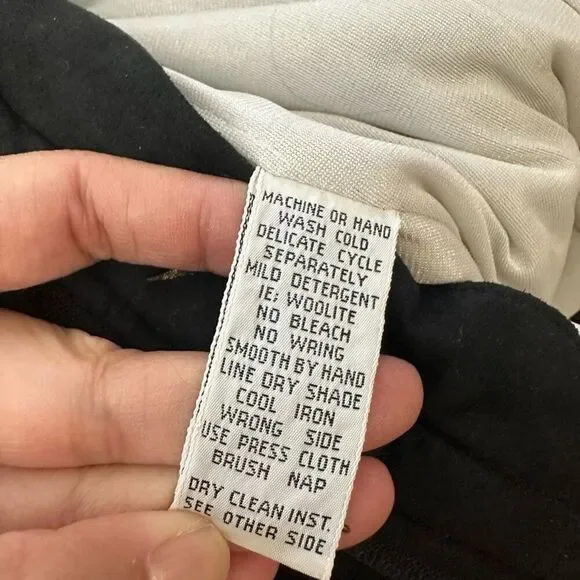 MACHINE OR HAND
WASH COLD
DELICATE CYCLE
SEPARATELY
MILD DETERGENT
IE; WOOLITE
NO BLEACH
NO WRING
SMOOTH BY HAND
LINE DRY SHADE
COOL IRON
WRONG SIDE
USE PRESS CLOTH
BRUSH NAP
DRY CLEAN INST.
SEE OTHER SIDE